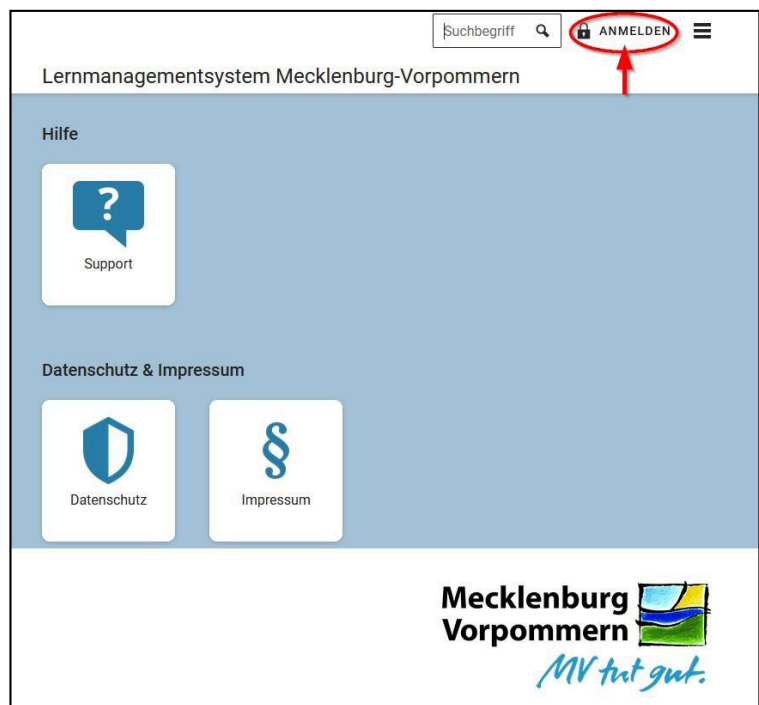 Suchbegriff
ANMELDEN
Lernmanagementsystem Mecklenburg-Vorpommern
Hilfe
?
Support
Datenschutz & Impressum
§
Datenschutz
Impressum
Mecklenburg
Vorpommern
MV tut gut.